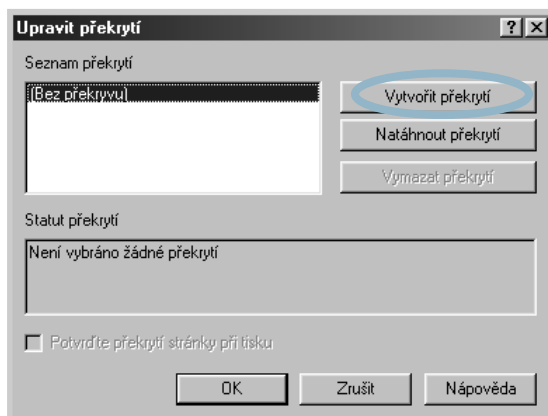 Upravit překrytí
Seznam překrytí
(Bez překryvu)
Vytvořit překrytí
Natáhnout překrytí
Vymazat překrytí
Statut překrytí
Není vybráno žádné překrytí
Potvrďte překrytí stránky při tisku
OK Zrušit Nápověda